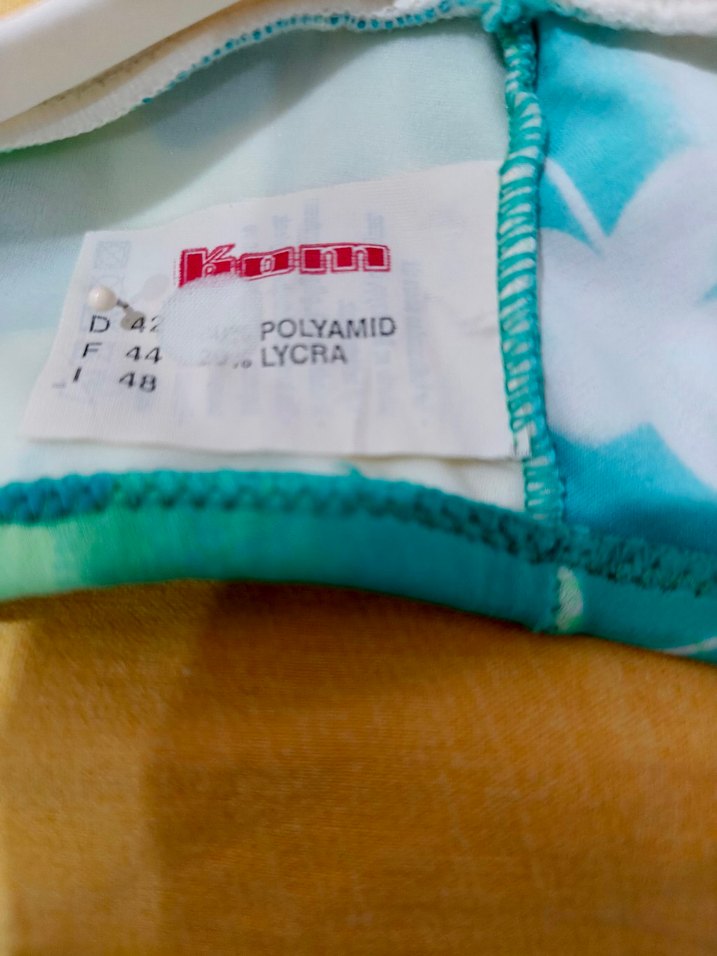 Kom
D 42 POLYAMID
F 44 LYCRA
I 48